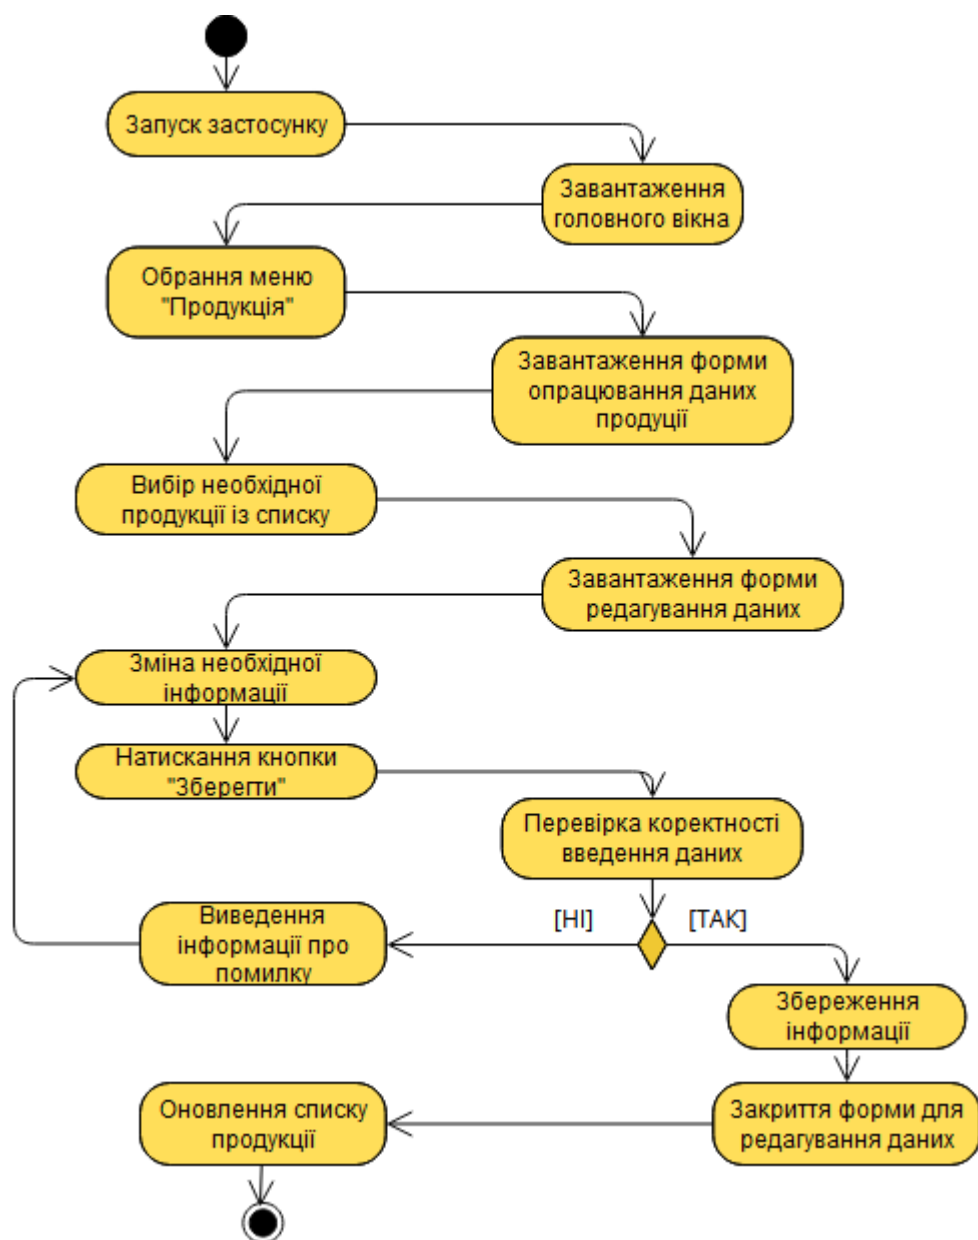 Запуск застосунку
Завантаження
головного вікна
Обрання меню
"Продукція"
Завантаження форми
опрацювання даних
продуції
Вибір необхідної
продукції із списку
Завантаження форми
редагування даних
Зміна необхідної
інформації
Натискання кнопки
"Зберегти"
Перевірка коректності
введення даних
[НІ]
[ТАК]
Виведення
інформації про
помилку
Збереження
інформації
Оновлення списку
продукції
Закриття форми для
редагування даних